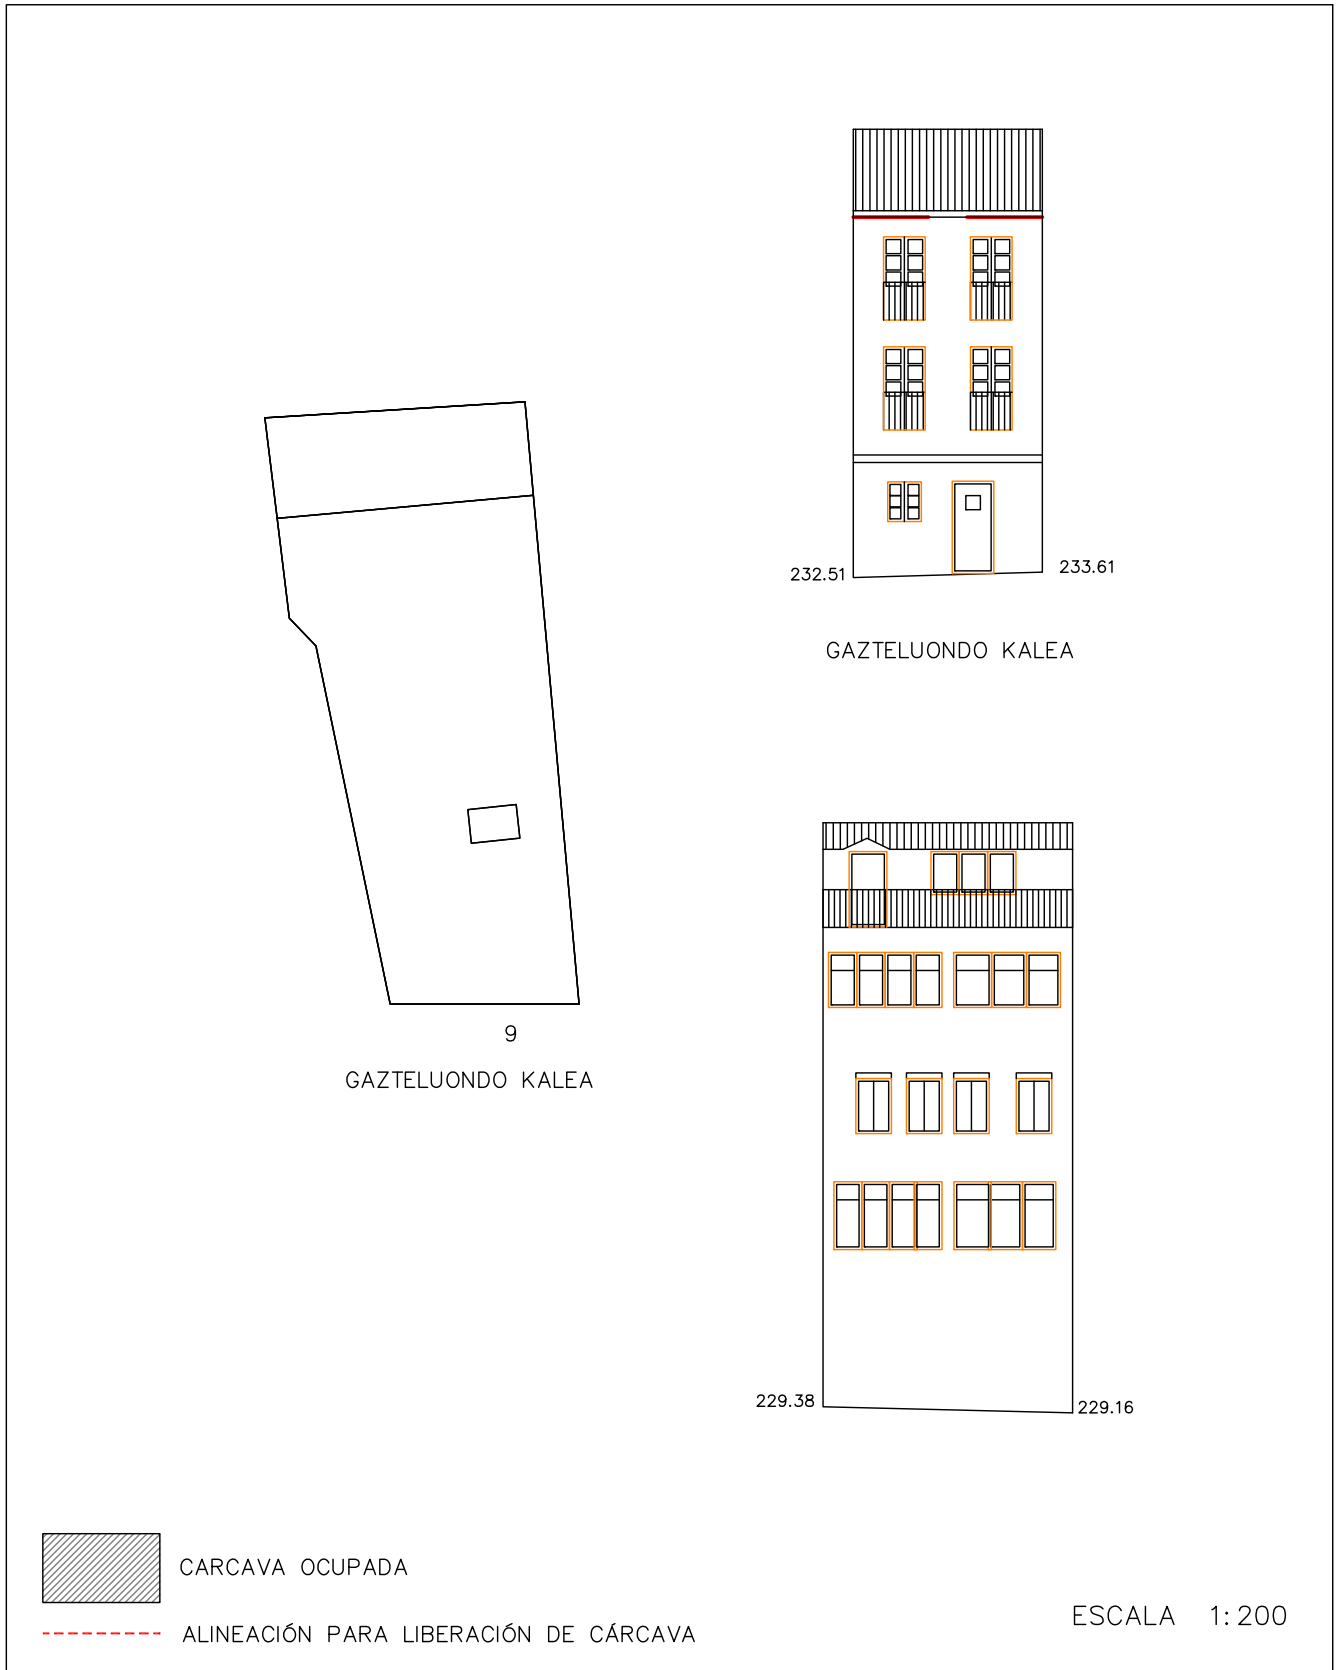 232.51
233.61
GAZTELUONDO KALEA
9
GAZTELUONDO KALEA
229.38
229.16
CARCAVA OCUPADA
ALINEACIÓN PARA LIBERACIÓN DE CÁRCAVA
ESCALA 1:200